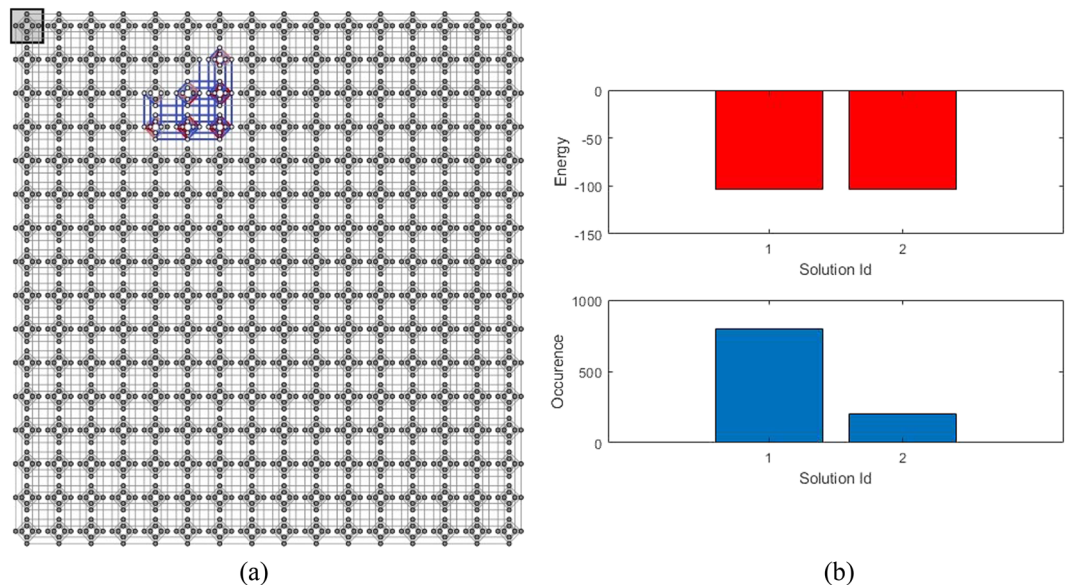 0
-50
-100
-150
Energy
1 2
Solution Id
1000
500
0
Occurence
1 2
Solution Id
(a) (b)